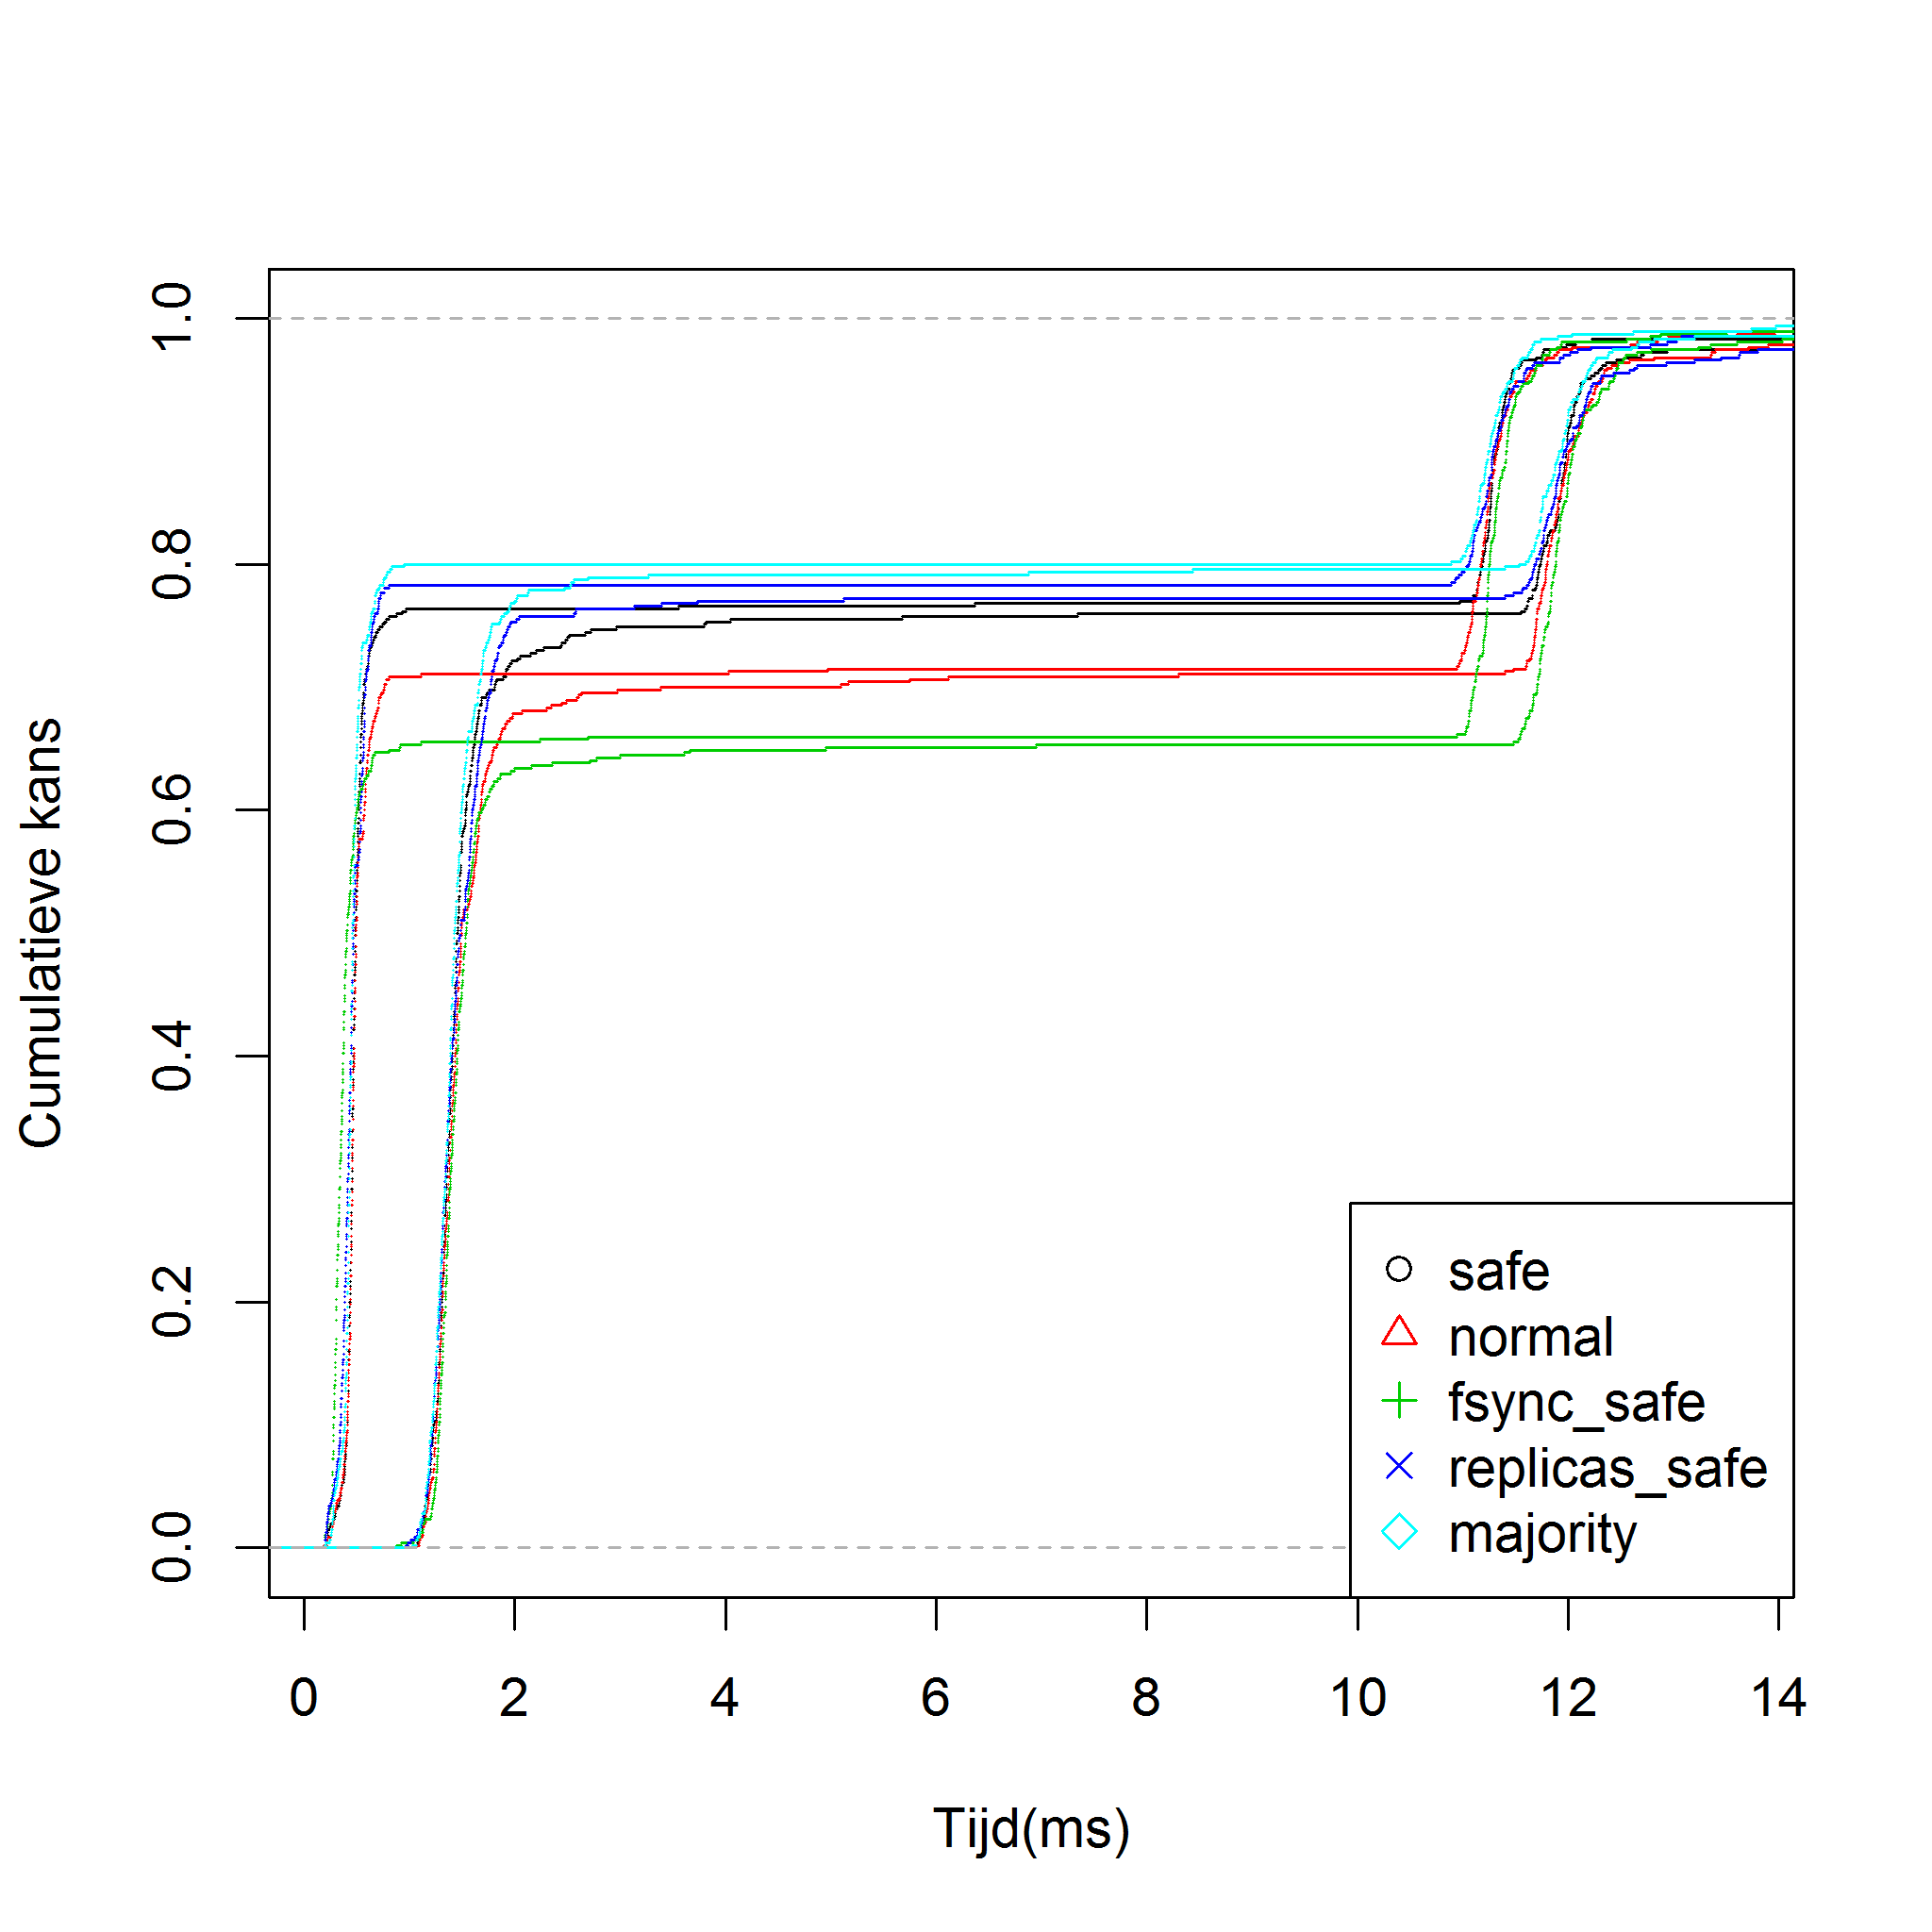 Cumulatieve kans
1.0
0.8
0.6
0.4
0.2
0.0
safe
normal
fsync_safe
replicas_safe
majority
0 2 4 6 8 10 12 14
Tijd(ms)